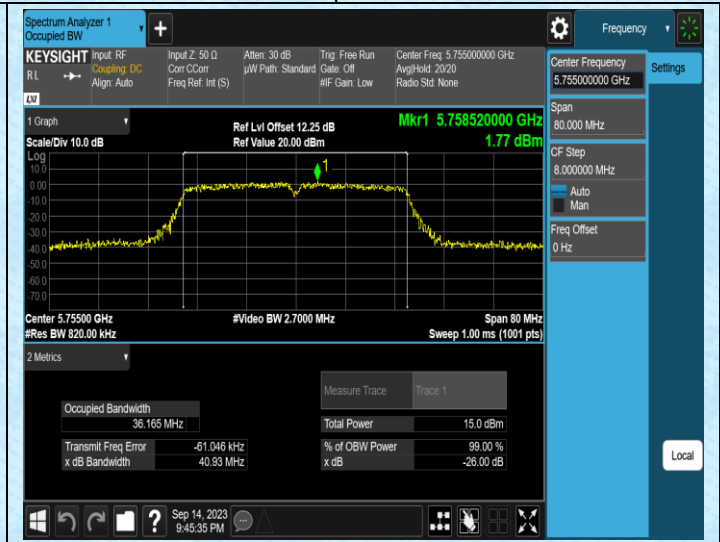 Spectrum Analyzer 1
Occupied BW
Frequency
KEYSIGHT
RL
LXI
Input: RF
Coupling: DC
Align: Auto
Input Z: 50 Ω
Corr CCorr
Freq Ref: Int (S)
Atten: 30 dB
µW Path: Standard
Trig: Free Run
Gate: Off
#IF Gain: Low
Center Freq: 5.755000000 GHz
Avg|Hold: 20/20
Radio Std: None
Center Frequency
5.755000000 GHz
Settings
Span
80.000 MHz
CF Step
8.000000 MHz
Auto
Man
Freq Offset
0 Hz
Local
1 Graph
Scale/Div 10.0 dB
Ref Lvl Offset 12.25 dB
Ref Value 20.00 dBm
Mkr1 5.758520000 GHz
1.77 dBm
Log
10.0
0.00
-10.0
-20.0
-30.0
-40.0
-50.0
-60.0
-70.0
1
Center 5.75500 GHz
#Res BW 820.00 kHz
#Video BW 2.7000 MHz
Span 80 MHz
Sweep 1.00 ms (1001 pts)
2 Metrics
Measure Trace Trace 1
Occupied Bandwidth
36.165 MHz
Total Power 15.0 dBm
Transmit Freq Error -61.046 kHz
% of OBW Power 99.00 %
x dB Bandwidth 40.93 MHz
x dB -26.00 dB
Sep 14, 2023
9:45:35 PM